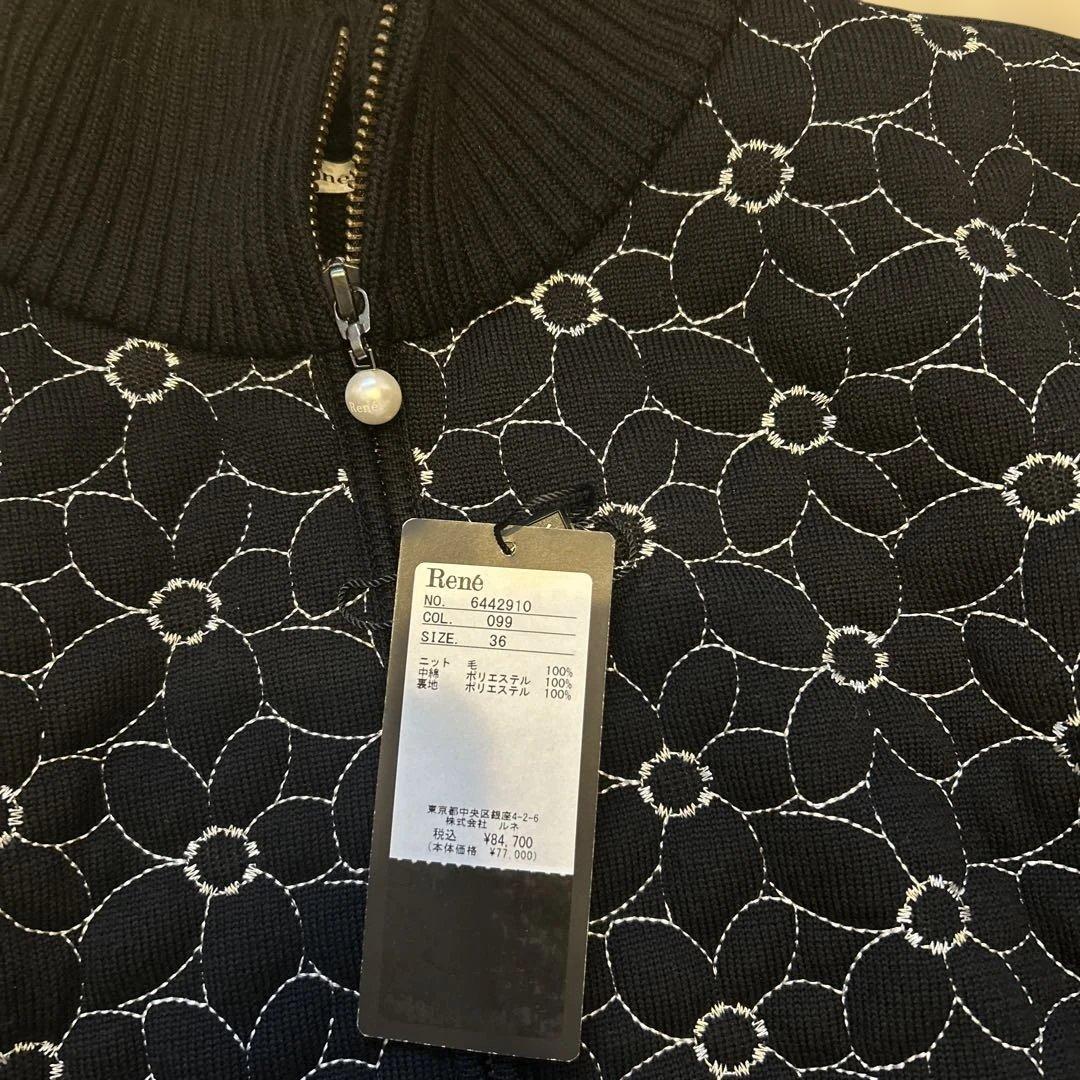 René
René
NO. 6442910
COL. 099
SIZE. 36
ニット 毛 100%
中綿 ポリエステル 100%
裏地 ポリエステル 100%
東京都中央区銀座4-2-6
株式会社 ルネ
税込 ¥84,700
(本体価格 ¥77,000)